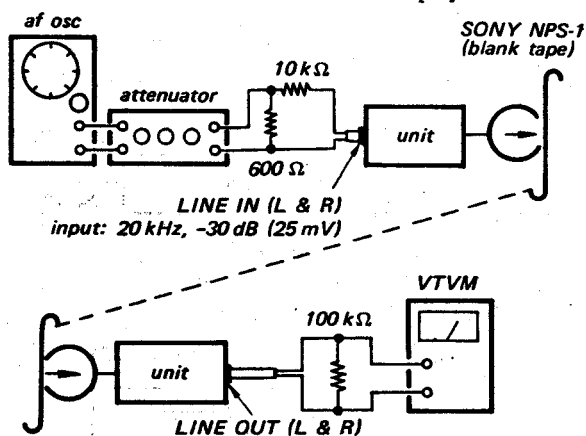 af osc
attenuator
10 kΩ
600 Ω
unit
SONY NPS-1
(blank tape)
LINE IN (L & R)
input: 20 kHz, -30 dB (25 mV)
unit
100 kΩ
VTVM
LINE OUT (L & R)